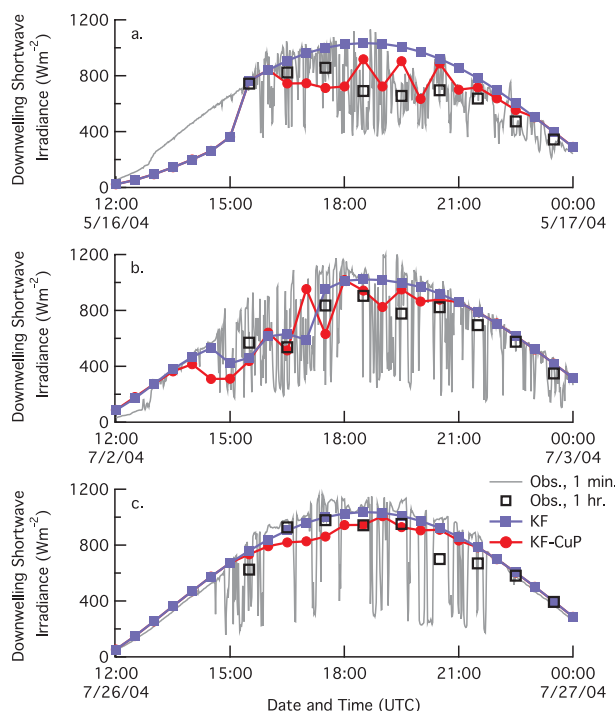 a.
Downwelling Shortwave
Irradiance (Wm-2)
1200
800
400
0
12:00
5/16/04
15:00
18:00
21:00
00:00
5/17/04
b.
Downwelling Shortwave
Irradiance (Wm-2)
1200
800
400
0
12:00
7/2/04
15:00
18:00
21:00
00:00
7/3/04
c.
Downwelling Shortwave
Irradiance (Wm-2)
1200
800
400
0
Obs., 1 min.
Obs., 1 hr.
KF
KF-CuP
12:00
7/26/04
15:00
18:00
21:00
00:00
7/27/04
Date and Time (UTC)